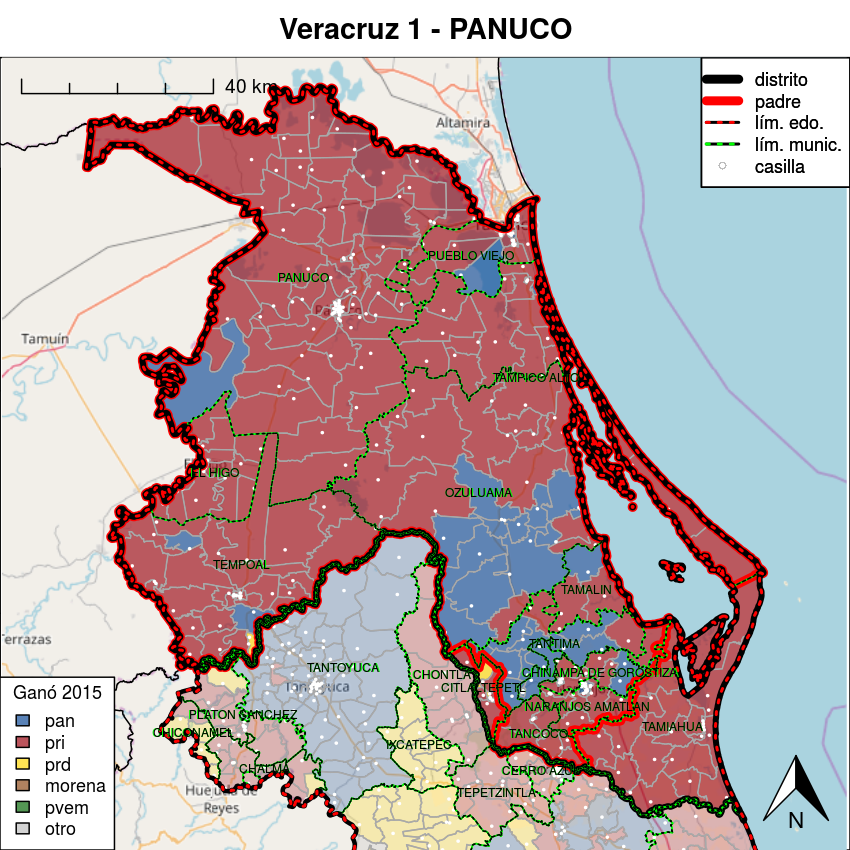 Veracruz 1 - PANUCO
40 km
distrito
padre
lím. edo.
lím. munic.
casilla
Altamira
PUEBLO VIEJO
PANUCO
Tamuín
TAMPICO ALTO
EL HIGO
OZULUAMA
TEMPOAL
TAMALIN
Terrazas
TANTIMA
TANTOYUCA
CHONTLA
CHINAMPA DE GOROSTIZA
CITLALTEPETL
NARANJOS AMATLAN
PLATON SANCHEZ
TAMIAHUA
CHICONAMEL
TANCOCO
IXCATEPEC
CHALMA
CERRO AZUL
TEPETZINTLA
Huejutla de
Reyes
Ganó 2015
pan
pri
prd
morena
pvem
otro
N